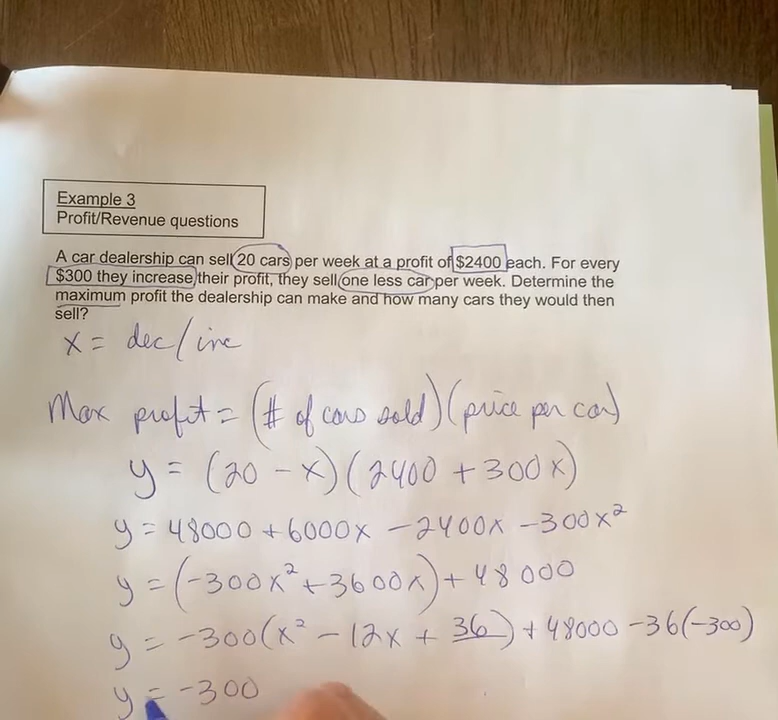 Example 3
Profit/Revenue questions
A car dealership can sell 20 cars per week at a profit of $2400 each. For every
$300 they increase their profit, they sell one less car per week. Determine the
maximum profit the dealership can make and how many cars they would then
sell?
x = dec/inc
Max profit = (# of cars sold)(price per car)
y = (20 - x)(2400 + 300x)
y = 48000 + 6000x - 2400x - 300x²
y = (-300x² + 3600x) + 48000
y = -300(x² - 12x + 36) + 48000 - 36(-300)
y = -300